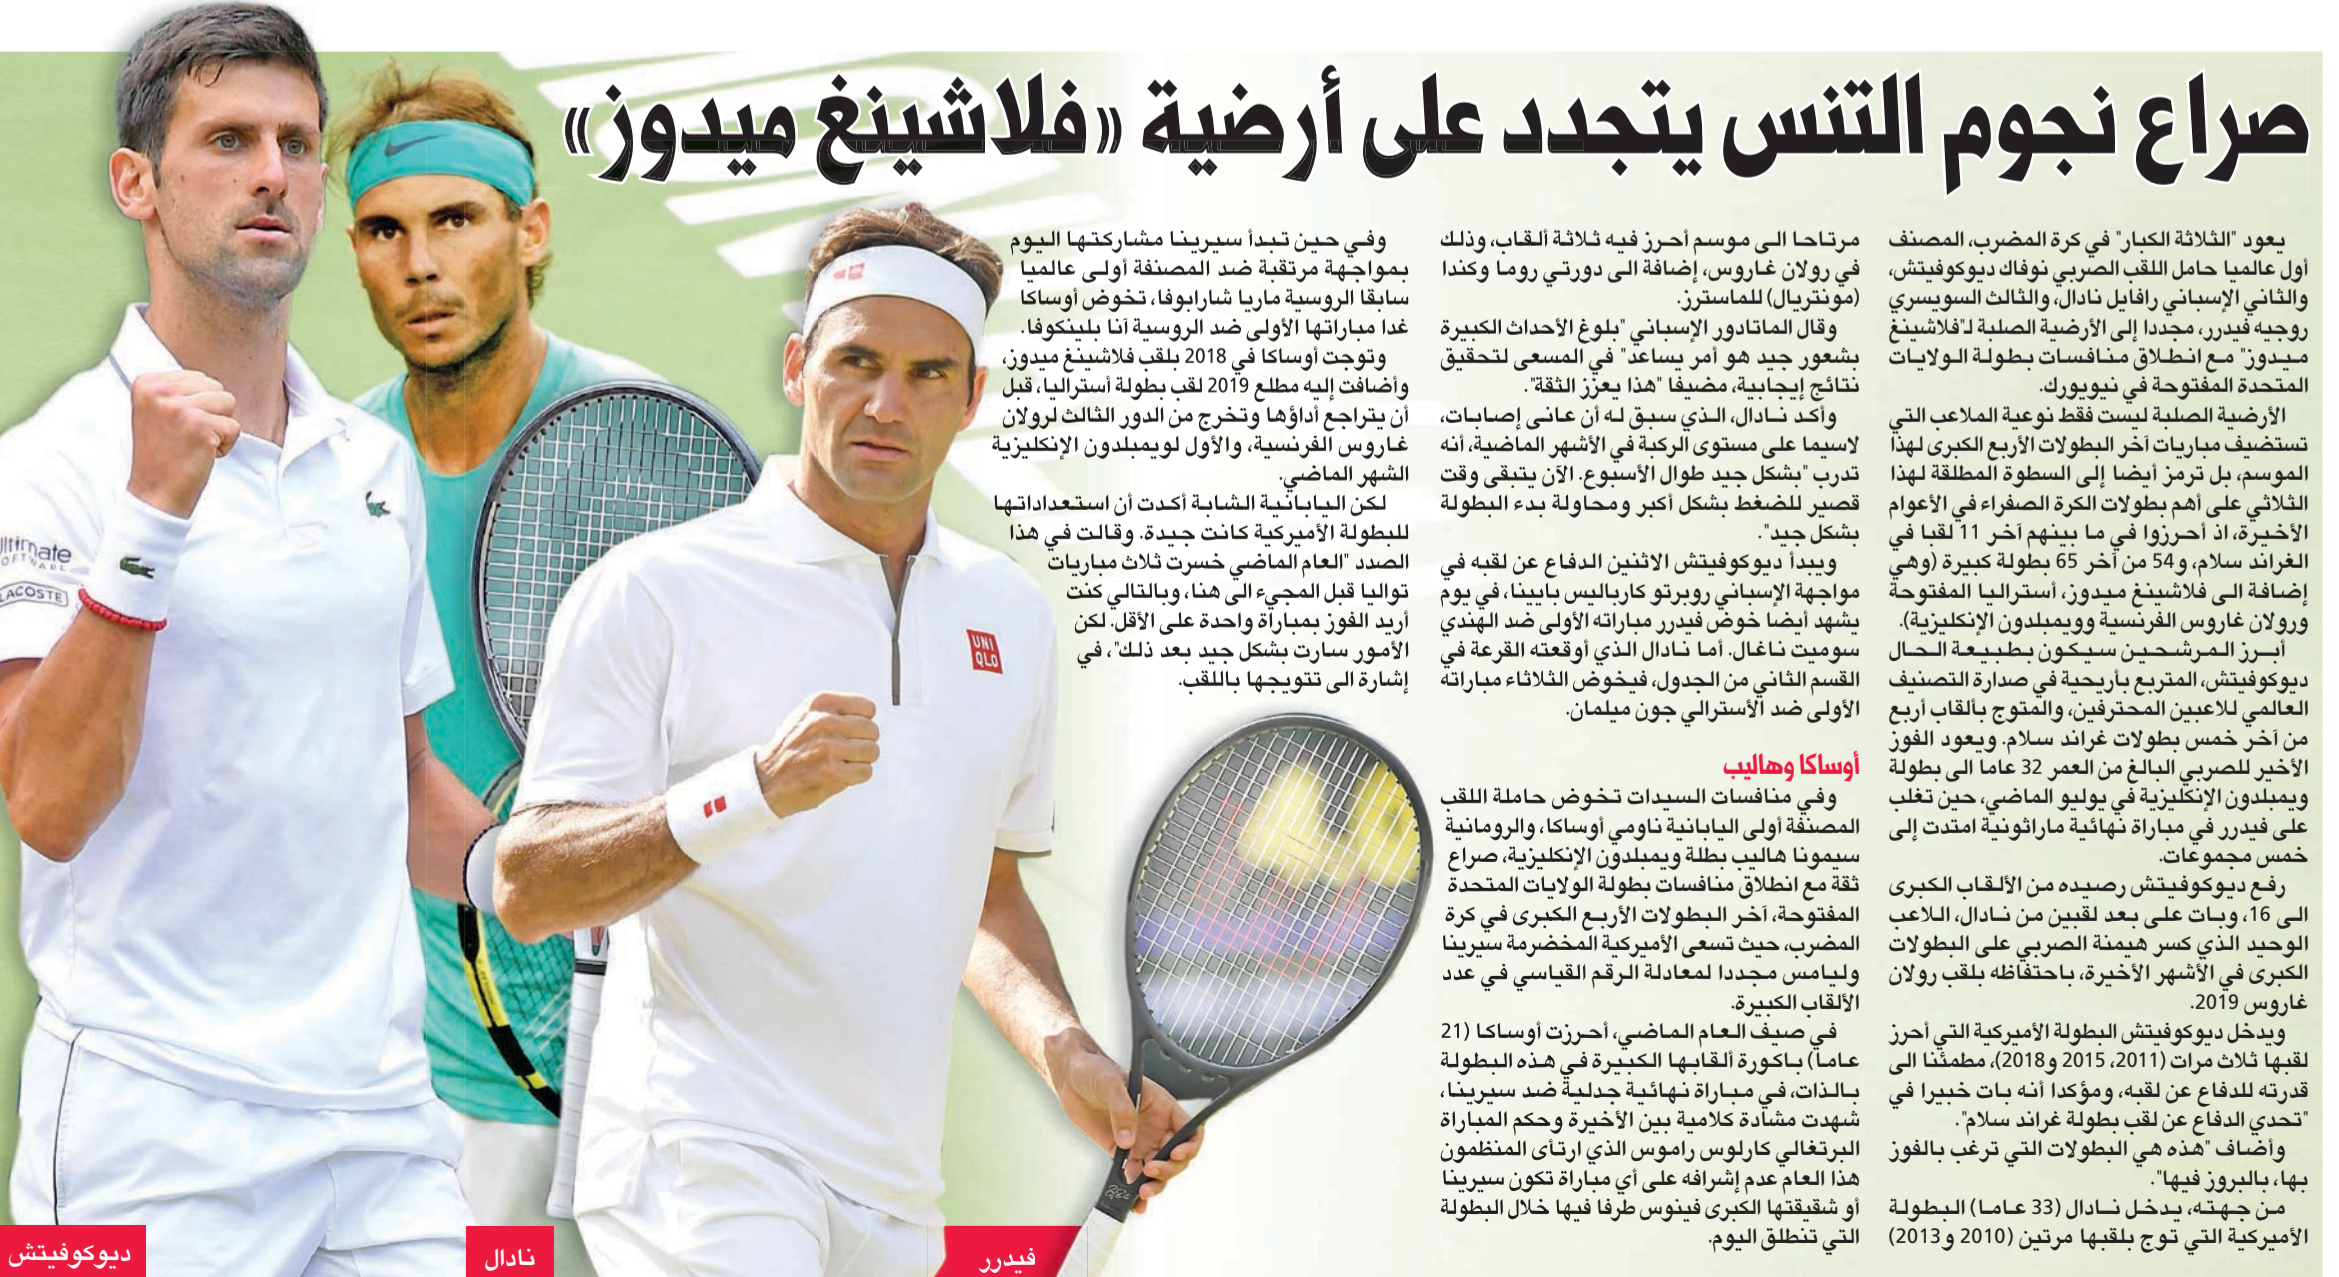 صراع نجوم التنس يتجدد على أرضية «فلاشينغ ميدوز»
يعود "الثلاثة الكبار" في كرة المضرب، المصنف
أول عالميا حامل اللقب الصربي نوفاك ديوكوفيتش،
والثاني الإسباني رافايل نادال، والثالث السويسري
روجيه فيدرر، مجددا إلى الأرضية الصلبة لـ"فلاشينغ
ميدوز" مع انطلاق منافسات بطولة الولايات
المتحدة المفتوحة في نيويورك.
الأرضية الصلبة ليست فقط نوعية الملاعب التي
تستضيف مباريات آخر البطولات الأربع الكبرى لهذا
الموسم، بل ترمز أيضا إلى السطوة المطلقة لهذا
الثلاثي على أهم بطولات الكرة الصفراء في الأعوام
الأخيرة، اذ أحرزوا في ما بينهم آخر 11 لقبا في
الغراند سلام، و54 من آخر 65 بطولة كبيرة (وهي
إضافة الى فلاشينغ ميدوز، أستراليا المفتوحة
ورولان غاروس الفرنسية وويمبلدون الإنكليزية).
أبـرز المرشحين سيكون بطبيعة الحال
ديوكوفيتش، المتربع بأريحية في صدارة التصنيف
العالمي للاعبين المحترفين، والمتوج بألقاب أربع
من آخر خمس بطولات غراند سلام. ويعود الفوز
الأخير للصربي البالغ من العمر 32 عاما الى بطولة
ويمبلدون الإنكليزية في يوليو الماضي، حين تغلب
على فيدرر في مباراة نهائية ماراثونية امتدت إلى
خمس مجموعات.
رفع ديوكوفيتش رصيده من الألقاب الكبرى
الى 16، وبات على بعد لقبين من نادال، اللاعب
الوحيد الذي كسر هيمنة الصربي على البطولات
الكبرى في الأشهر الأخيرة، باحتفاظه بلقب رولان
غاروس 2019.
ويدخل ديوكوفيتش البطولة الأميركية التي أحرز
لقبها ثلاث مرات (2011، 2015 و2018)، مطمئنا الى
قدرته للدفاع عن لقبه، ومؤكدا أنه بات خبيرا في
"تحدي الدفاع عن لقب بطولة غراند سلام".
وأضاف "هذه هي البطولات التي ترغب بالفوز
بها، بالبروز فيها".
من جهته، يدخل نادال (33 عاما) البطولة
الأميركية التي توج بلقبها مرتين (2010 و2013)
مرتاحا الى موسم أحرز فيه ثلاثة ألقاب، وذلك
في رولان غاروس، إضافة الى دورتي روما وكندا
(مونتريال) للماسترز.
وقال الماتادور الإسباني "بلوغ الأحداث الكبيرة
بشعور جيد هو أمر يساعد" في المسعى لتحقيق
نتائج إيجابية، مضيفا "هذا يعزز الثقة".
وأكد نادال، الذي سبق له أن عانى إصابات،
لاسيما على مستوى الركبة في الأشهر الماضية، أنه
تدرب "بشكل جيد طوال الأسبوع. الآن يتبقى وقت
قصير للضغط بشكل أكبر ومحاولة بدء البطولة
بشكل جيد".
ويبدأ ديوكوفيتش الاثنين الدفاع عن لقبه في
مواجهة الإسباني روبرتو كارباليس بايينا، في يوم
يشهد أيضا خوض فيدرر مباراته الأولى ضد الهندي
سوميت ناغال. أما نادال الذي أوقعته القرعة في
القسم الثاني من الجدول، فيخوض الثلاثاء مباراته
الأولى ضد الأسترالي جون ميلمان.
أوساكا وهاليب
وفي منافسات السيدات تخوض حاملة اللقب
المصنفة أولى اليابانية ناومي أوساكا، والرومانية
سيمونا هاليب بطلة ويمبلدون الإنكليزية، صراع
ثقة مع انطلاق منافسات بطولة الولايات المتحدة
المفتوحة، آخر البطولات الأربع الكبرى في كرة
المضرب، حيث تسعى الأميركية المخضرمة سيرينا
وليامس مجددا لمعادلة الرقم القياسي في عدد
الألقاب الكبيرة.
في صيف العام الماضي، أحرزت أوساكا (21
عاما) باكورة ألقابها الكبيرة في هذه البطولة
بالذات، في مباراة نهائية جدلية ضد سيرينا،
شهدت مشادة كلامية بين الأخيرة وحكم المباراة
البرتغالي كارلوس راموس الذي ارتأى المنظمون
هذا العام عدم إشرافه على أي مباراة تكون سيرينا
أو شقيقتها الكبرى فينوس طرفا فيها خلال البطولة
التي تنطلق اليوم.
وفي حين تبدأ سيرينا مشاركتها اليوم
بمواجهة مرتقبة ضد المصنفة أولى عالميا
سابقا الروسية ماريا شارابوفا، تخوض أوساكا
غدا مباراتها الأولى ضد الروسية آنا بلينكوفا.
وتوجت أوساكا في 2018 بلقب فلاشينغ ميدوز،
وأضافت إليه مطلع 2019 لقب بطولة أستراليا، قبل
أن يتراجع أداؤها وتخرج من الدور الثالث لرولان
غاروس الفرنسية، والأول لويمبلدون الإنكليزية
الشهر الماضي.
لكن اليابانية الشابة أكدت أن استعداداتها
للبطولة الأميركية كانت جيدة. وقالت في هذا
الصدد "العام الماضي خسرت ثلاث مباريات
تواليا قبل المجيء الى هنا، وبالتالي كنت
أريد الفوز بمباراة واحدة على الأقل. لكن
الأمور سارت بشكل جيد بعد ذلك"، في
إشارة الى تتويجها باللقب.
UNI
QLO
LACOSTE
فيدرر
نادال
ديوكوفيتش